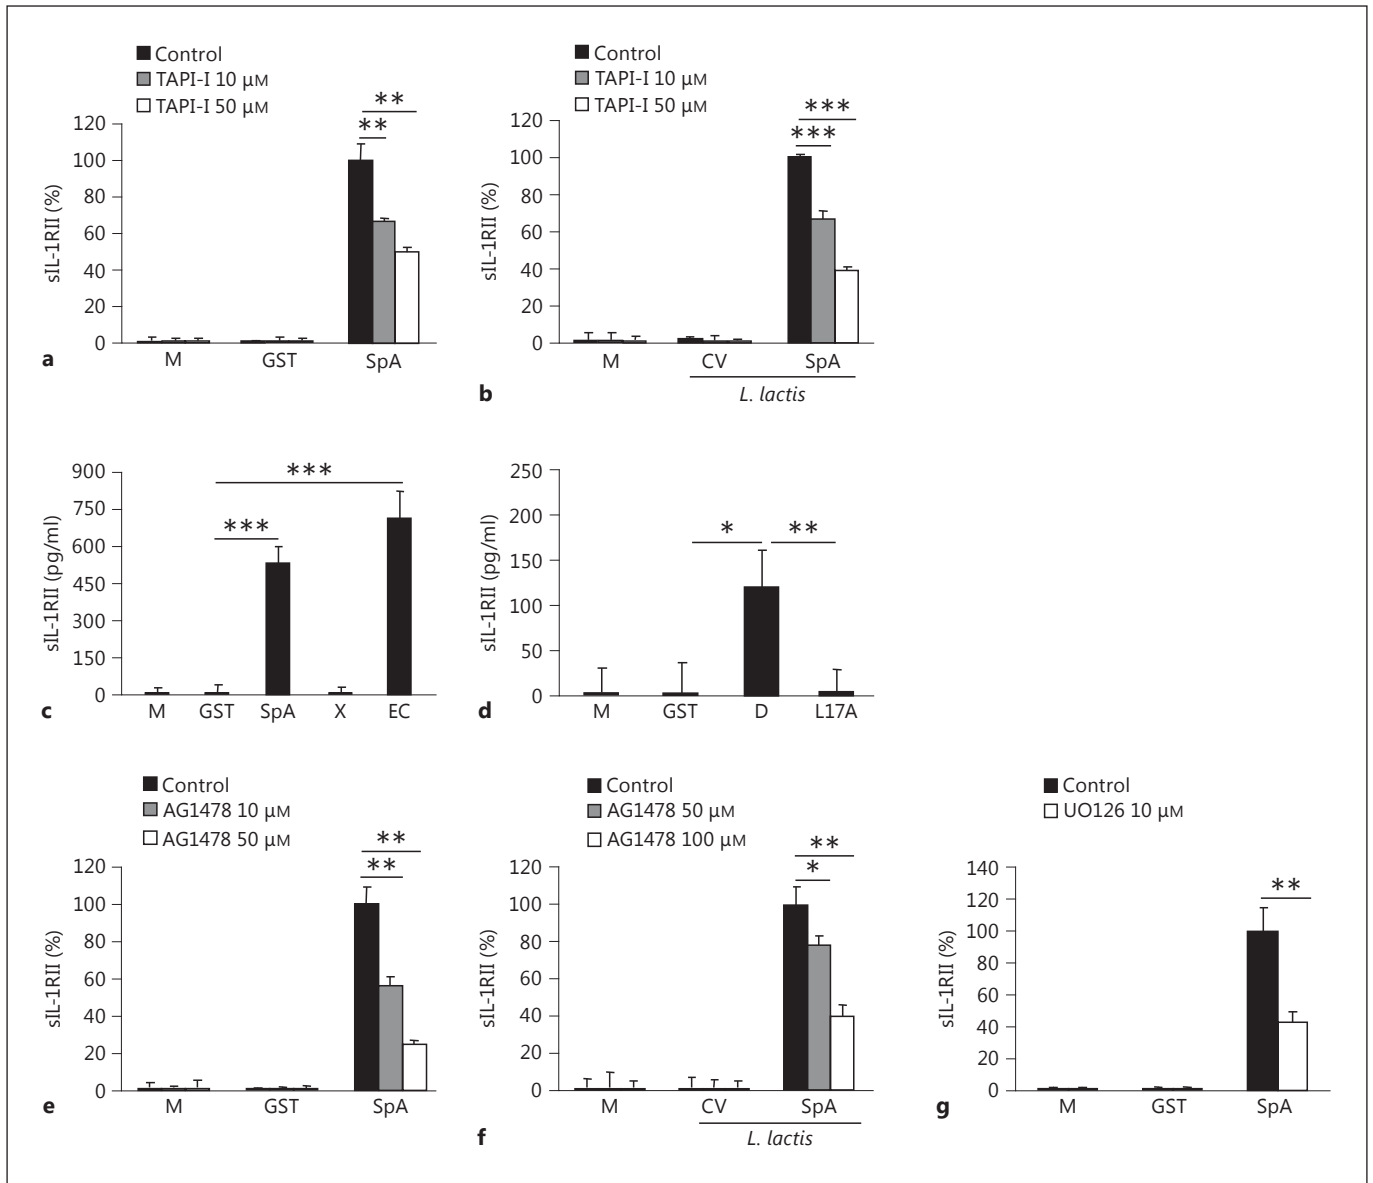 Control
TAPI-I 10 μM
TAPI-I 50 μM
**
**
120
100
80
60
40
20
0
sIL-1RII (%)
M GST SpA
a
Control
TAPI-I 10 μM
TAPI-I 50 μM
***
***
120
100
80
60
40
20
0
sIL-1RII (%)
M CV SpA
L. lactis
b
900
750
600
450
300
150
0
sIL-1RII (pg/ml)
***
***
M GST SpA X EC
c
250
200
150
100
50
0
sIL-1RII (pg/ml)
* **
M GST D L17A
d
Control
AG1478 10 μM
AG1478 50 μM
**
**
120
100
80
60
40
20
0
sIL-1RII (%)
M GST SpA
e
Control
AG1478 50 μM
AG1478 100 μM
**
*
120
100
80
60
40
20
0
sIL-1RII (%)
M CV SpA
L. lactis
f
Control
UO126 10 μM
**
140
120
100
80
60
40
20
0
sIL-1RII (%)
M GST SpA
g